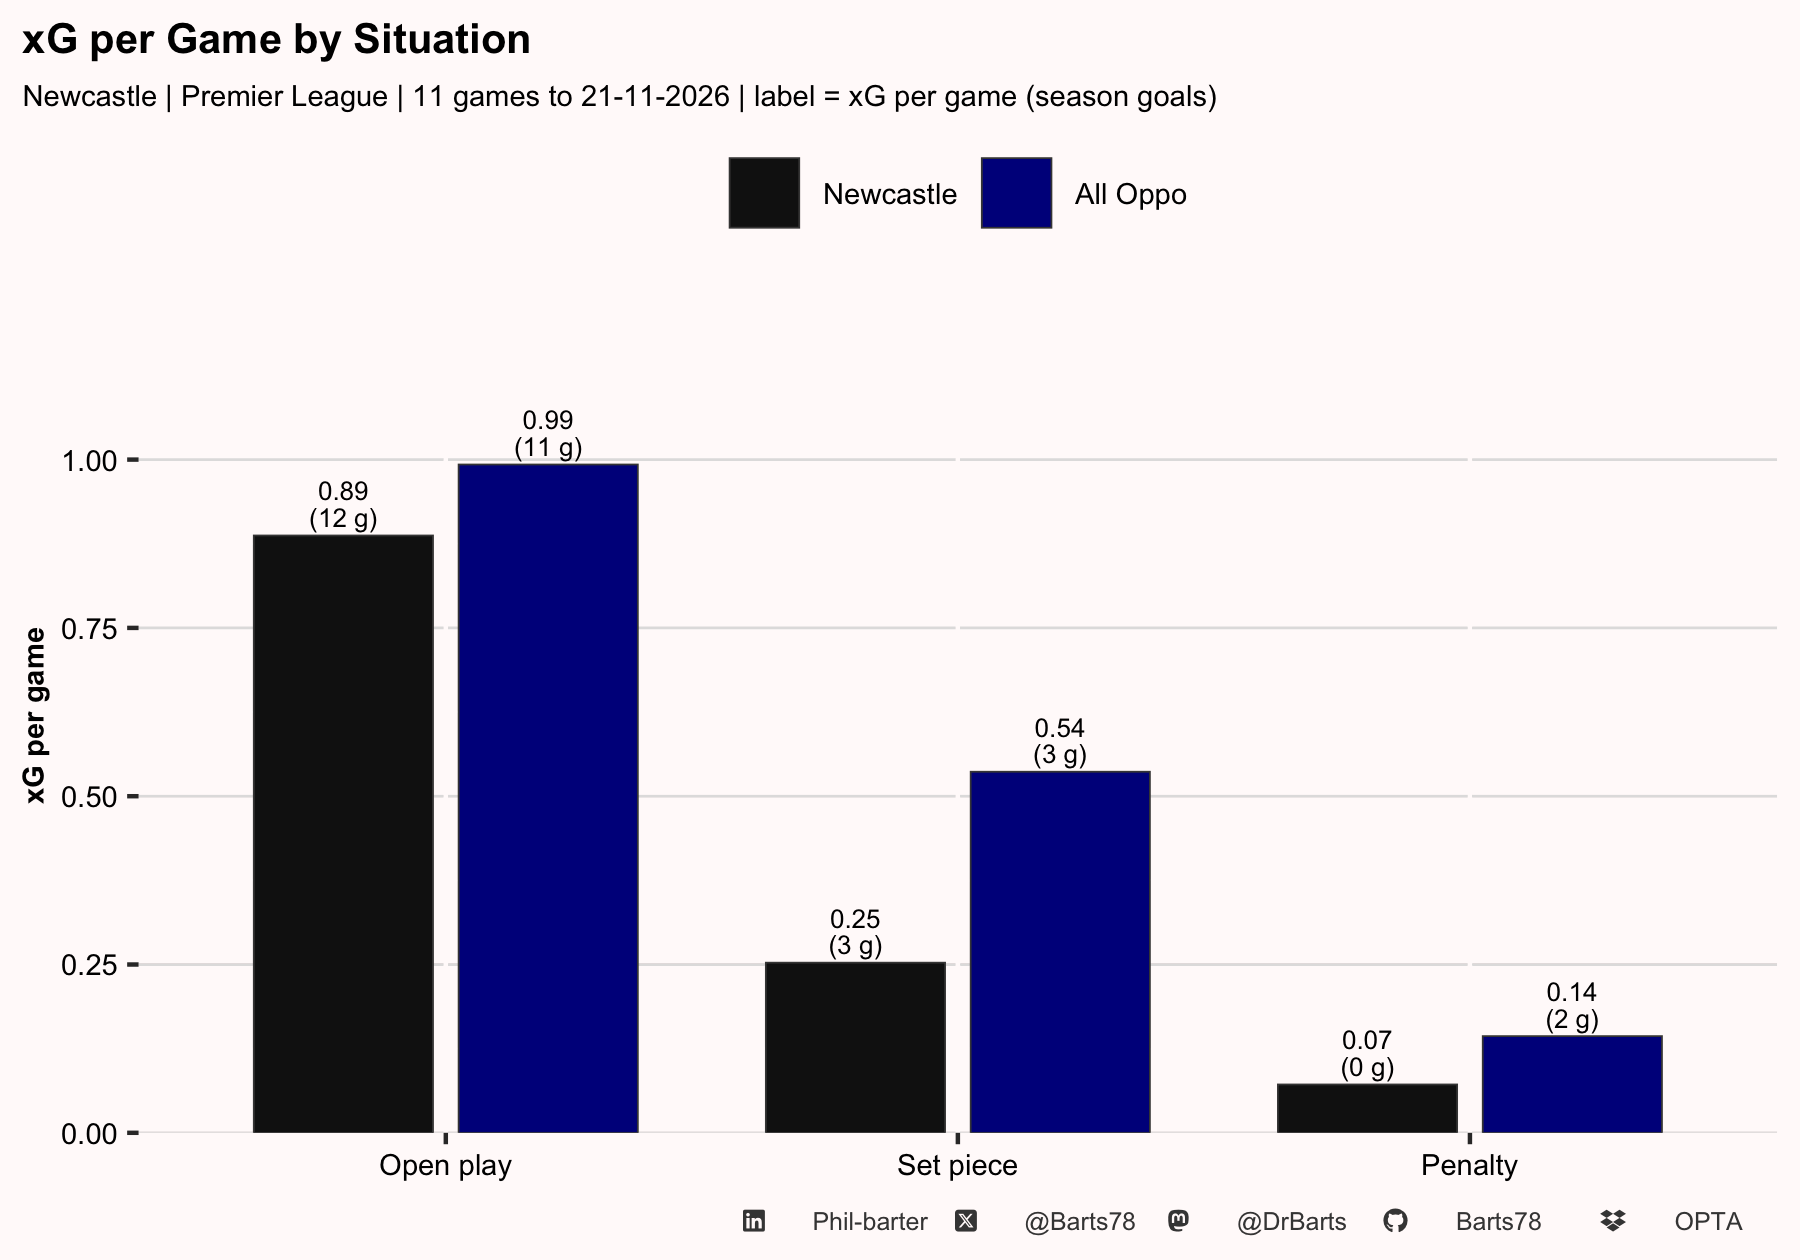 xG per Game by Situation
Newcastle | Premier League | 11 games to 21-11-2026 | label = xG per game (season goals)
Newcastle
All Oppo
xG per game
1.00
0.75
0.50
0.25
0.00
0.89
(12 g)
0.99
(11 g)
0.25
(3 g)
0.54
(3 g)
0.07
(0 g)
0.14
(2 g)
Open play
Set piece
Penalty
Phil-barter
@Barts78
@DrBarts
Barts78
OPTA